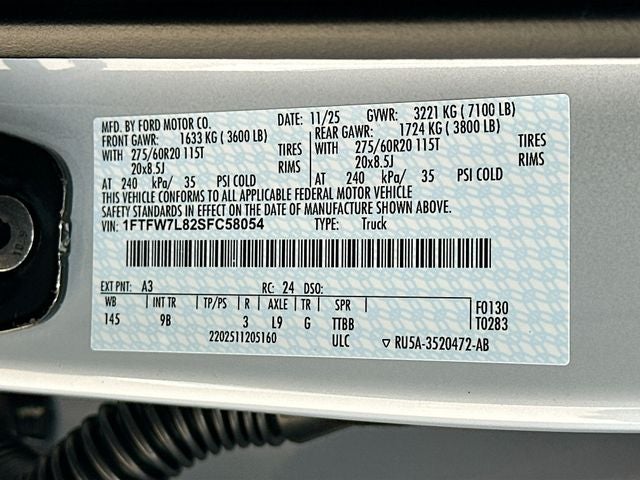 MFD. BY FORD MOTOR CO. DATE: 11/25 GVWR: 3221 KG ( 7100 LB)
FRONT GAWR: 1633 KG ( 3600 LB) REAR GAWR: 1724 KG ( 3800 LB)
WITH 275/60R20 115T TIRES WITH 275/60R20 115T TIRES
20x8.5J RIMS 20x8.5J RIMS
AT 240 kPa/ 35 PSI COLD AT 240 kPa/ 35 PSI COLD
THIS VEHICLE CONFORMS TO ALL APPLICABLE FEDERAL MOTOR VEHICLE
SAFETY STANDARDS IN EFFECT ON THE DATE OF MANUFACTURE SHOWN ABOVE.
VIN: 1FTFW7L82SFC58054 TYPE: Truck
EXT PNT: A3 RC: 24 DSO:
WB INT TR TP/PS R AXLE TR SPR F0130
145 9B 3 L9 G TTBB T0283
2202511205160 ULC ▽ RU5A-3520472-AB